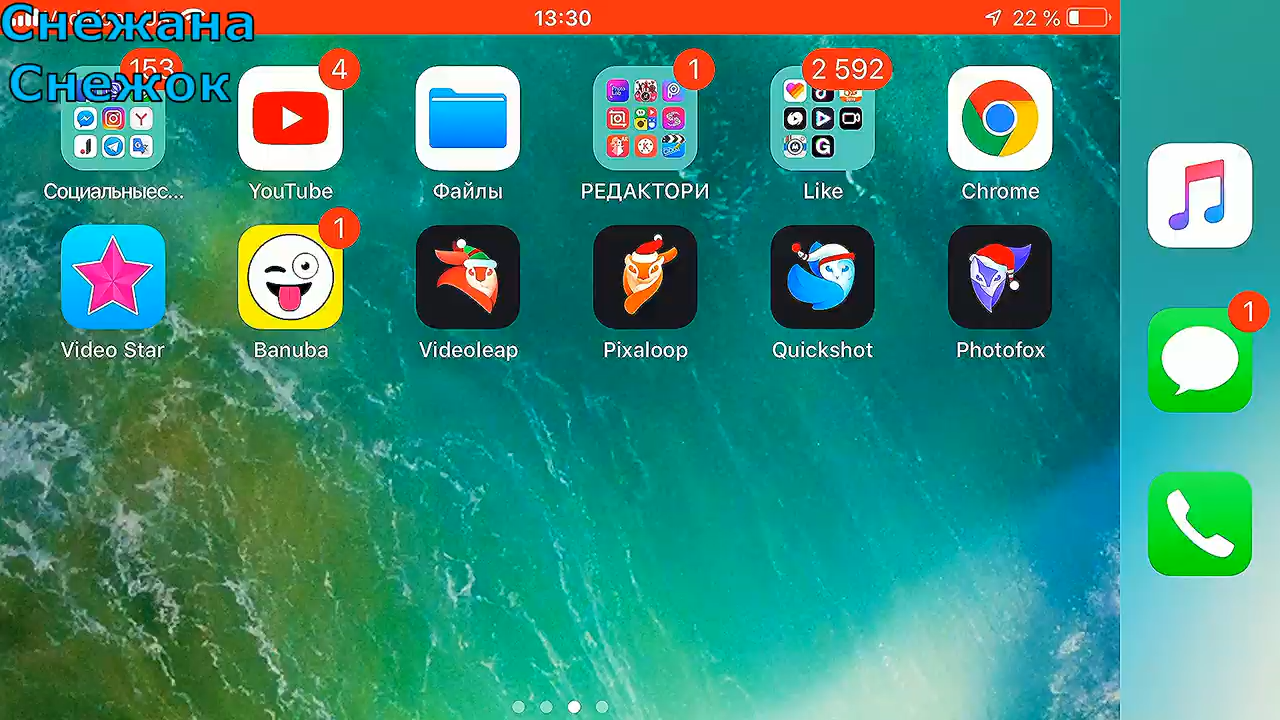 Снежана
Снежок
13:30
22 %
153
4
1
2 592
Социальныес...
YouTube
Файлы
РЕДАКТОРИ
Like
Chrome
1
Video Star
Banuba
Videoleap
Pixaloop
Quickshot
Photofox
1